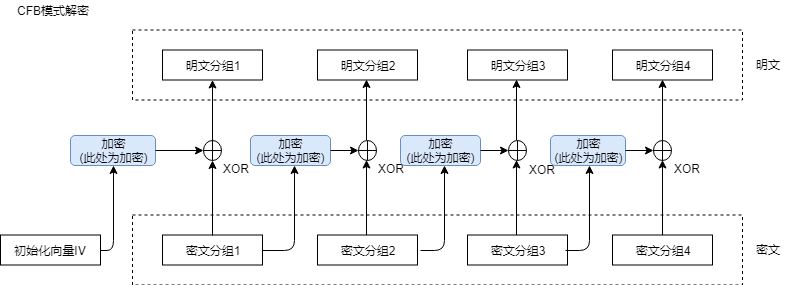 CFB模式解密
明文分组1
明文分组2
明文分组3
明文分组4
明文
加密
(此处为加密)
XOR
加密
(此处为加密)
XOR
加密
(此处为加密)
XOR
加密
(此处为加密)
XOR
初始化向量IV
密文分组1
密文分组2
密文分组3
密文分组4
密文